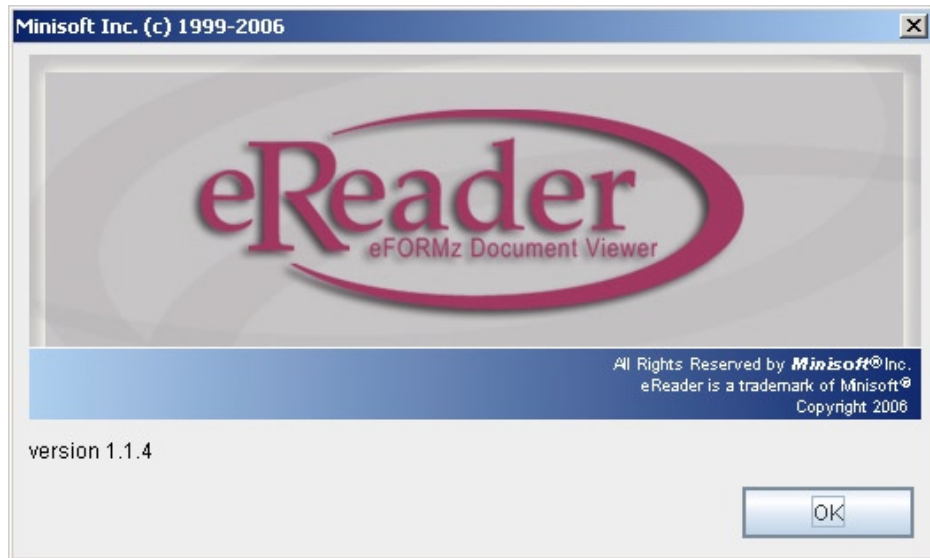 Minisoft Inc. (c) 1999-2006
eReader
eFORMz Document Viewer
All Rights Reserved by Minisoft® Inc.
eReader is a trademark of Minisoft®
Copyright 2006
version 1.1.4
OK